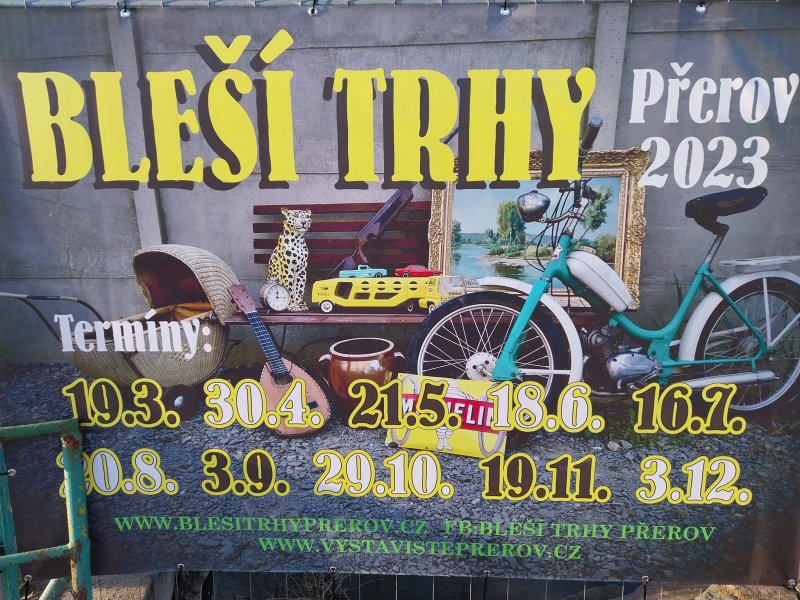 BLEŠÍ TRHY
Přerov
2023
Termíny:
19.3. 30.4. 21.5. 18.6. 16.7.
20.8. 3.9. 29.10. 19.11. 3.12.
WWW.BLESITRHYPREROV.CZ FB:BLEŠÍ TRHY PŘEROV
WWW.VYSTAVISTEPREROV.CZ